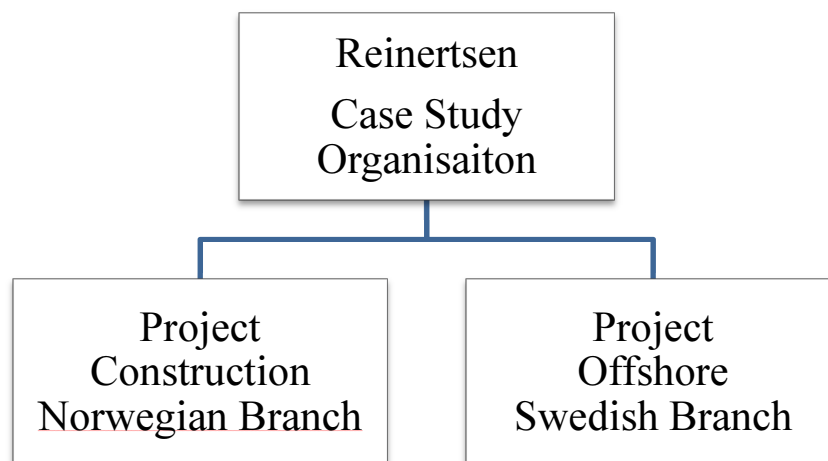 Reinertsen
Case Study
Organisaiton
Project
Construction
Norwegian Branch
Project
Offshore
Swedish Branch